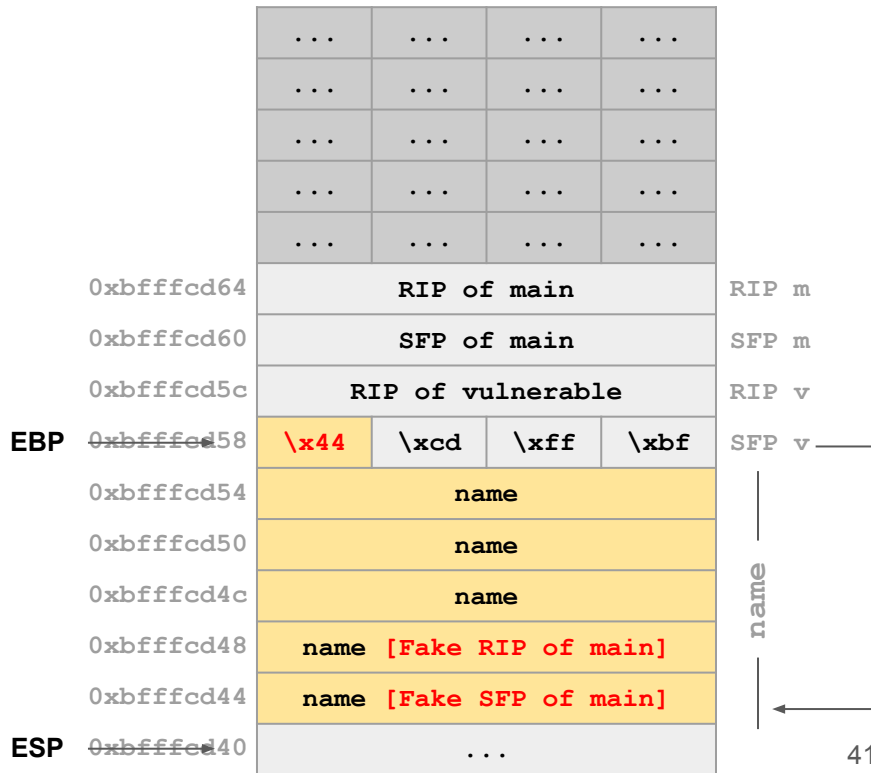 ... ... ... ...
... ... ... ...
... ... ... ...
... ... ... ...
... ... ... ...
0xbfffcd64 RIP of main RIP m
0xbfffcd60 SFP of main SFP m
0xbfffcd5c RIP of vulnerable RIP v
EBP 0xbfffcd58 \x44 \xcd \xff \xbf SFP v
0xbfffcd54 name
0xbfffcd50 name
0xbfffcd4c name
name
0xbfffcd48 name [Fake RIP of main]
0xbfffcd44 name [Fake SFP of main]
ESP 0xbfffcd40 ...
41